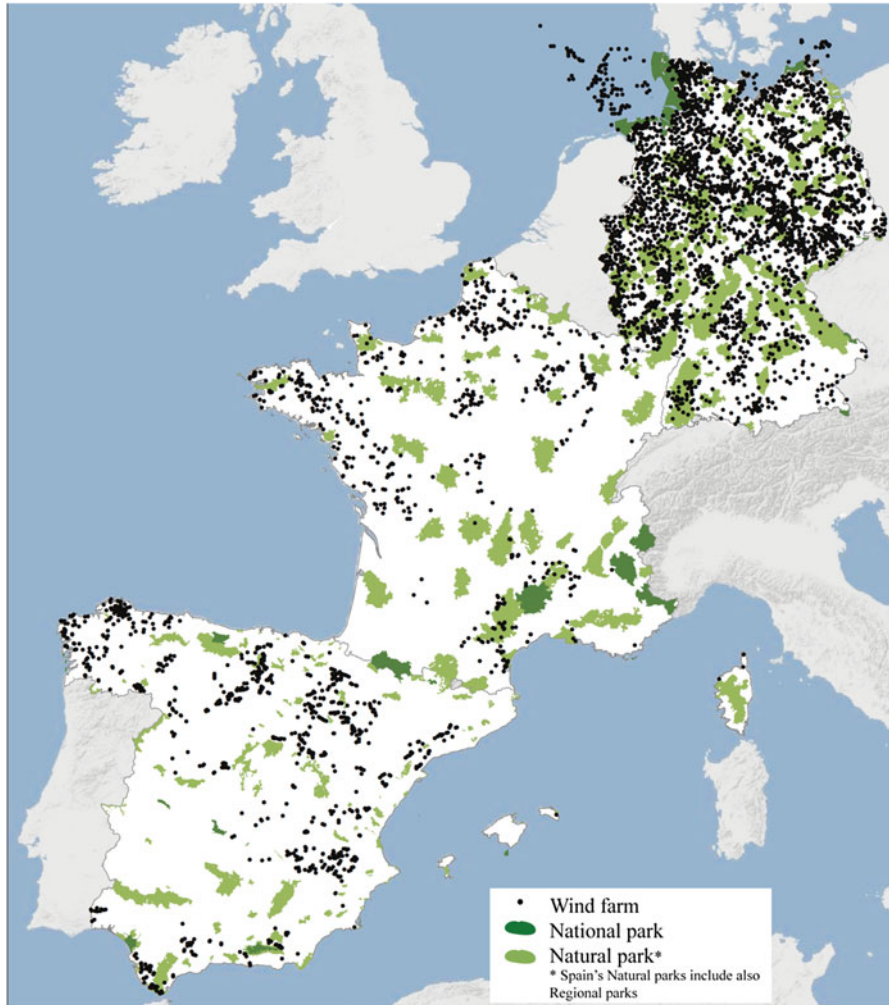 Wind farm
National park
Natural park*
* Spain's Natural parks include also
Regional parks